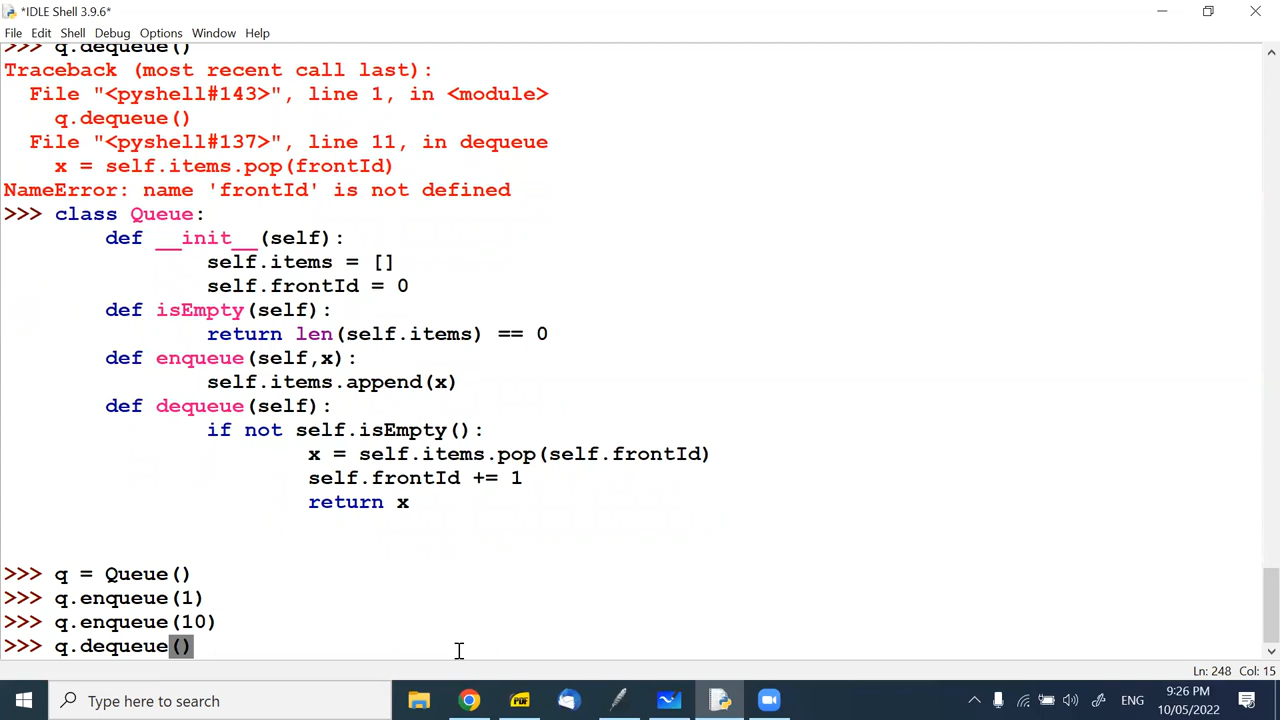 *IDLE Shell 3.9.6*
File Edit Shell Debug Options Window Help
>>> q.dequeue()
Traceback (most recent call last):
  File "<pyshell#143>", line 1, in <module>
    q.dequeue()
  File "<pyshell#137>", line 11, in dequeue
    x = self.items.pop(frontId)
NameError: name 'frontId' is not defined
>>> class Queue:
        def __init__(self):
                self.items = []
                self.frontId = 0
        def isEmpty(self):
                return len(self.items) == 0
        def enqueue(self,x):
                self.items.append(x)
        def dequeue(self):
                if not self.isEmpty():
                        x = self.items.pop(self.frontId)
                        self.frontId += 1
                        return x
>>> q = Queue()
>>> q.enqueue(1)
>>> q.enqueue(10)
>>> q.dequeue()
Ln: 248 Col: 15
Type here to search
PDF
ENG
9:26 PM
10/05/2022